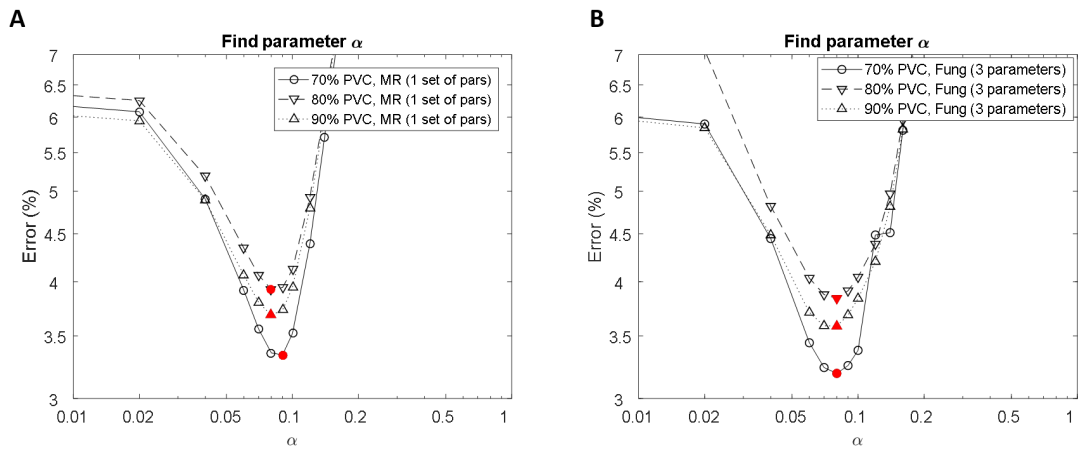 A
Find parameter α
70% PVC, MR (1 set of pars)
80% PVC, MR (1 set of pars)
90% PVC, MR (1 set of pars)
Error (%)
7
6.5
6
5.5
5
4.5
4
3.5
3
0.01
0.02
0.05
0.1
0.2
0.5
1
α
B
Find parameter α
70% PVC, Fung (3 parameters)
80% PVC, Fung (3 parameters)
90% PVC, Fung (3 parameters)
Error (%)
7
6.5
6
5.5
5
4.5
4
3.5
3
0.01
0.02
0.05
0.1
0.2
0.5
1
α